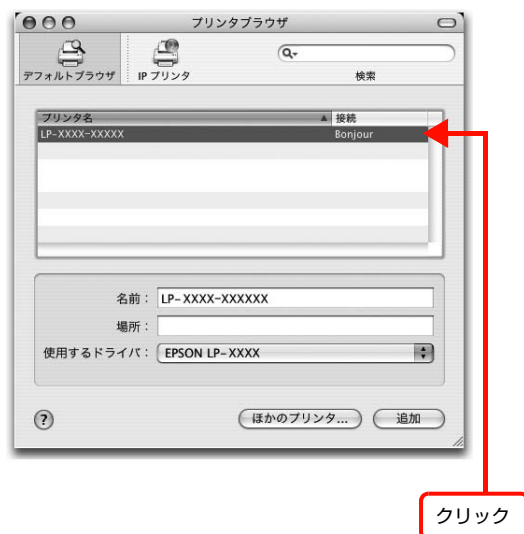 プリンタブラウザ
デフォルトブラウザ
IP プリンタ
検索
プリンタ名 接続
LP-XXXX-XXXXX Bonjour
名前： LP-XXXX-XXXXXX
場所：
使用するドライバ： EPSON LP-XXXX
? ほかのプリンタ... 追加
クリック